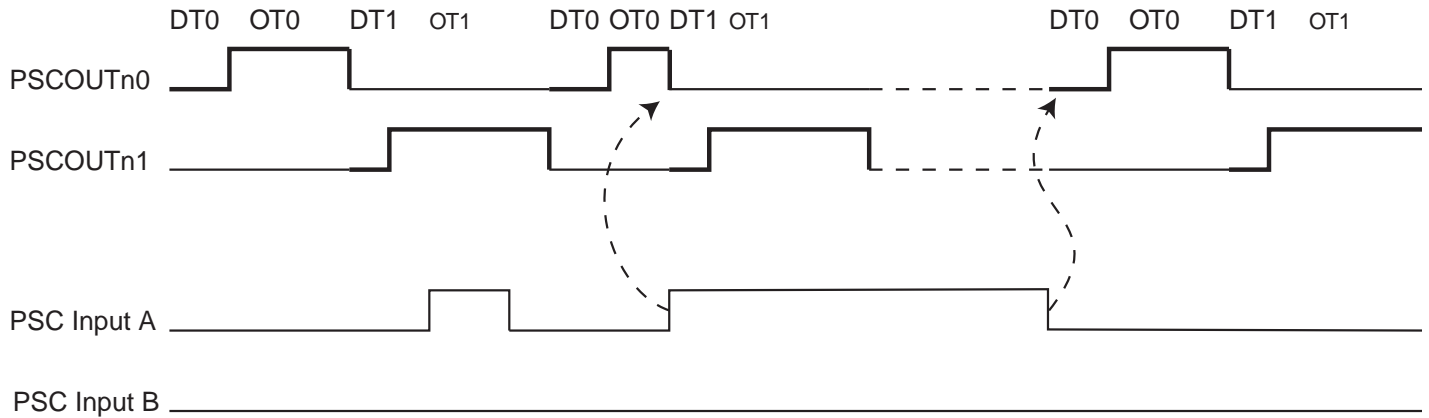 DT0 OT0 DT1 OT1 DT0 OT0 DT1 OT1 DT0 OT0 DT1 OT1
PSCOUTn0
PSCOUTn1
PSC Input A
PSC Input B